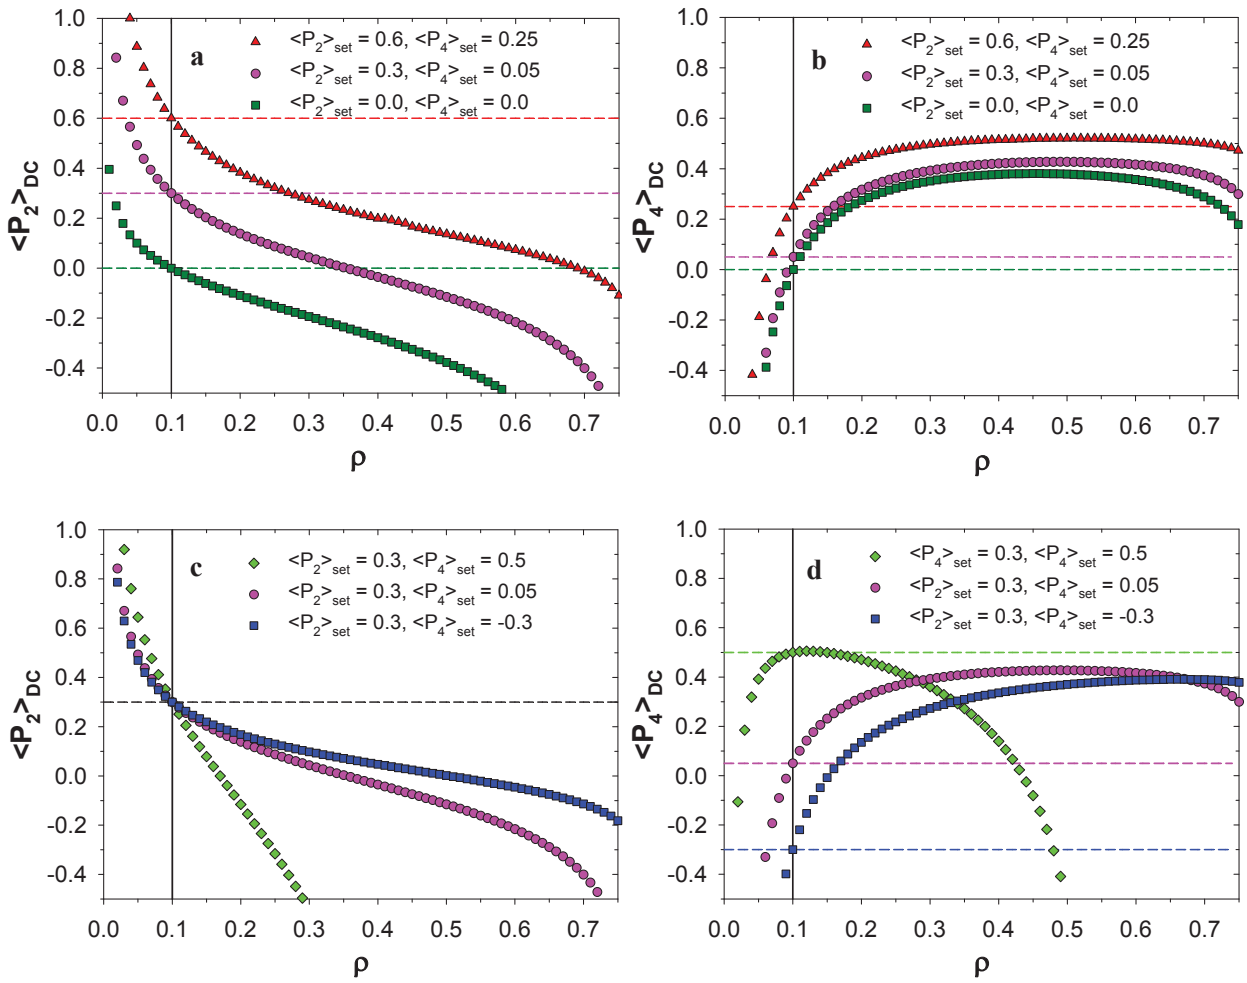 a
<P2>set = 0.6, <P4>set = 0.25
<P2>set = 0.3, <P4>set = 0.05
<P2>set = 0.0, <P4>set = 0.0
1.0
0.8
0.6
0.4
0.2
0.0
-0.2
-0.4
<P2>DC
0.0 0.1 0.2 0.3 0.4 0.5 0.6 0.7
ρ
b
<P2>set = 0.6, <P4>set = 0.25
<P2>set = 0.3, <P4>set = 0.05
<P2>set = 0.0, <P4>set = 0.0
1.0
0.8
0.6
0.4
0.2
0.0
-0.2
-0.4
<P4>DC
0.0 0.1 0.2 0.3 0.4 0.5 0.6 0.7
ρ
c
<P2>set = 0.3, <P4>set = 0.5
<P2>set = 0.3, <P4>set = 0.05
<P2>set = 0.3, <P4>set = -0.3
1.0
0.8
0.6
0.4
0.2
0.0
-0.2
-0.4
<P2>DC
0.0 0.1 0.2 0.3 0.4 0.5 0.6 0.7
ρ
d
<P4>set = 0.3, <P4>set = 0.5
<P2>set = 0.3, <P4>set = 0.05
<P2>set = 0.3, <P4>set = -0.3
1.0
0.8
0.6
0.4
0.2
0.0
-0.2
-0.4
<P4>DC
0.0 0.1 0.2 0.3 0.4 0.5 0.6 0.7
ρ